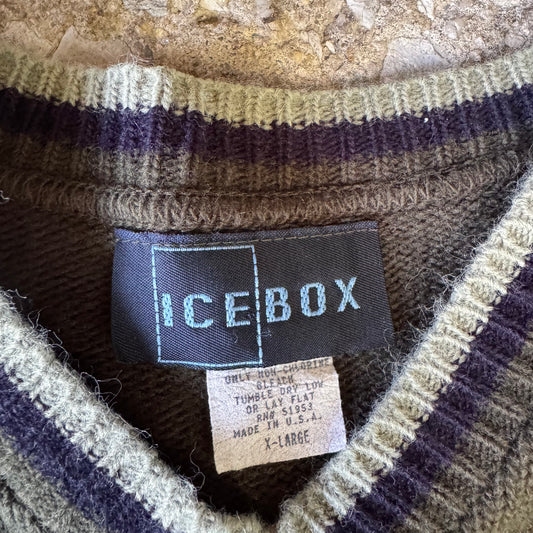 ICEBOX
ONLY NON-CHLORINE
BLEACH
TUMBLE DRY LOW
OR LAY FLAT
RN# 51953
MADE IN U.S.A.
X-LARGE